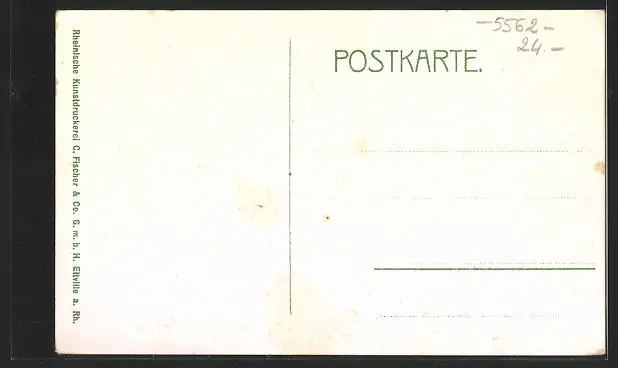 -5562-
24.-
POSTKARTE.
Rheinische Kunstdruckerei C. Fischer & Co. G. m. b. H. Eltville a. Rh.